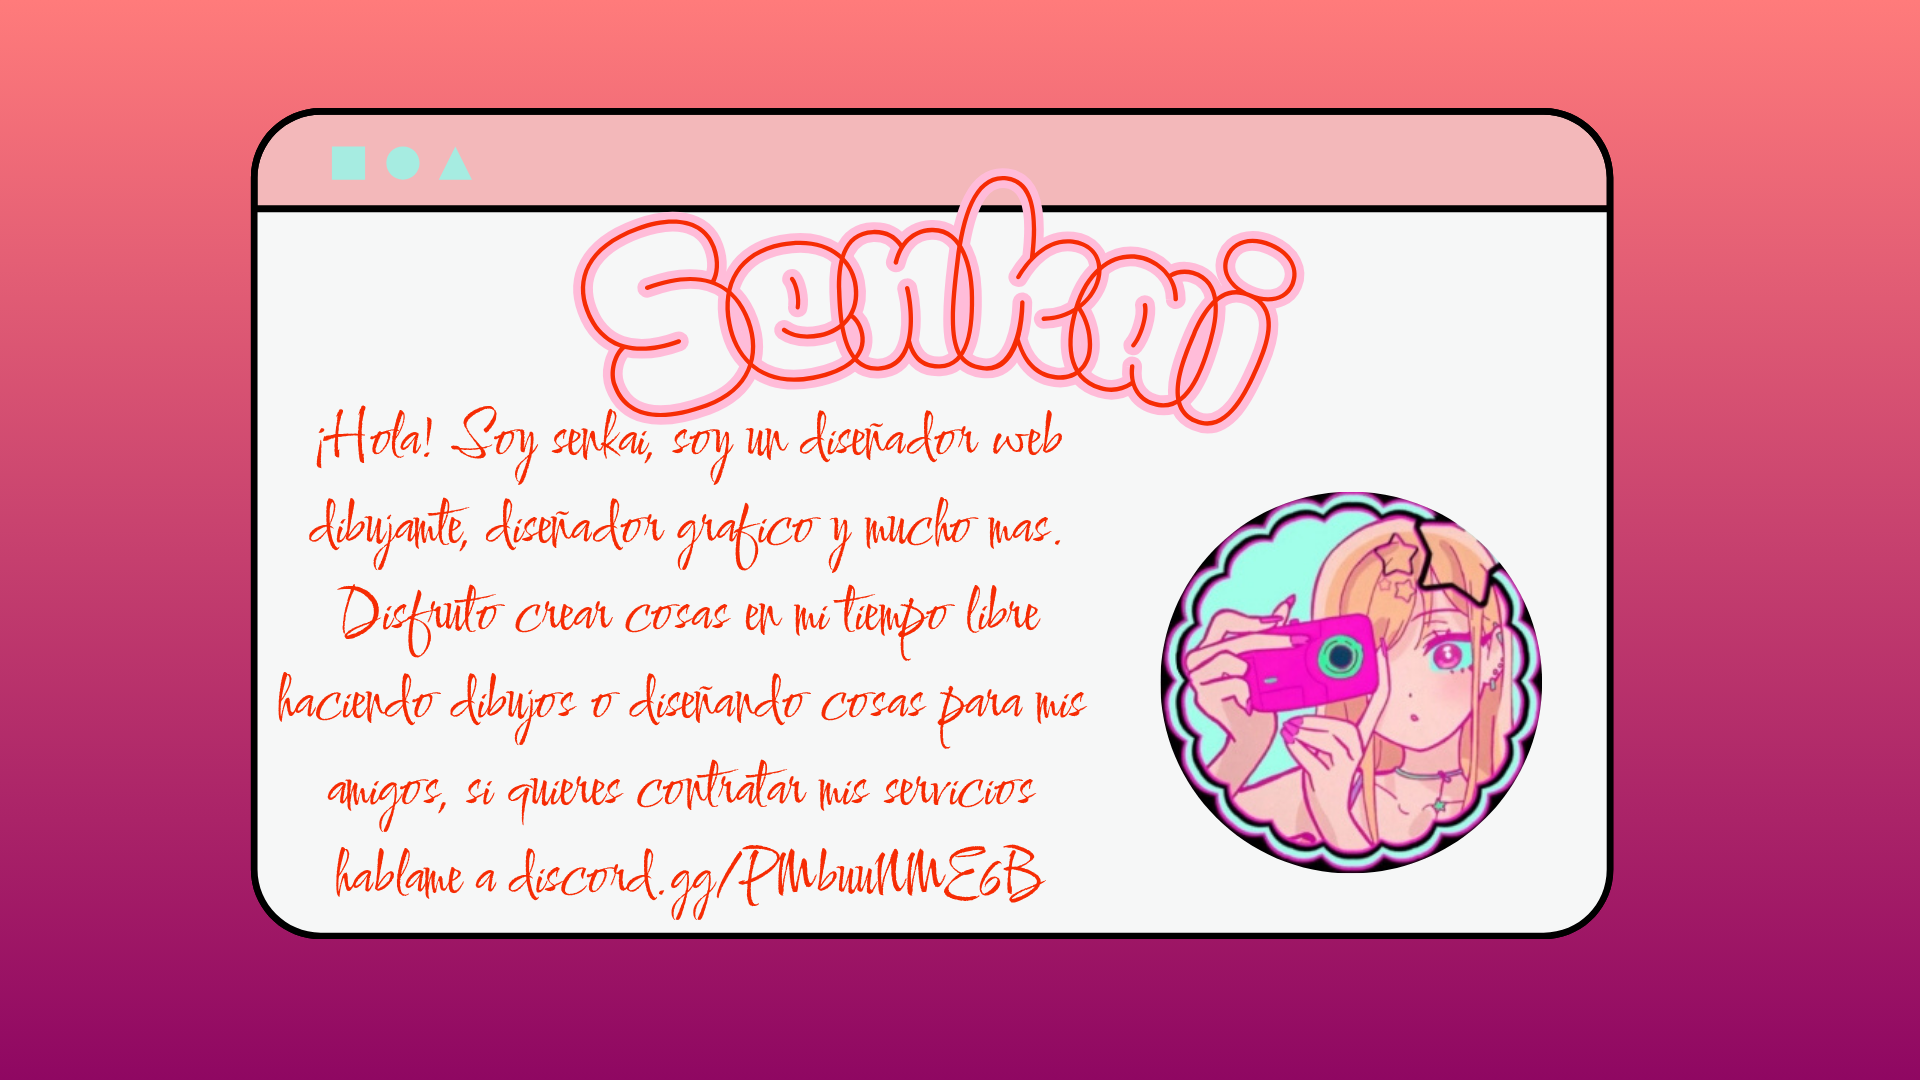 Senkai
¡Hola! Soy senkai, soy un diseñador web
dibujante, diseñador grafico y mucho mas.
Disfruto crear cosas en mi tiempo libre
haciendo dibujos o diseñando cosas para mis
amigos, si quieres contratar mis servicios
hablame a discord.gg/PMbuuNME6B